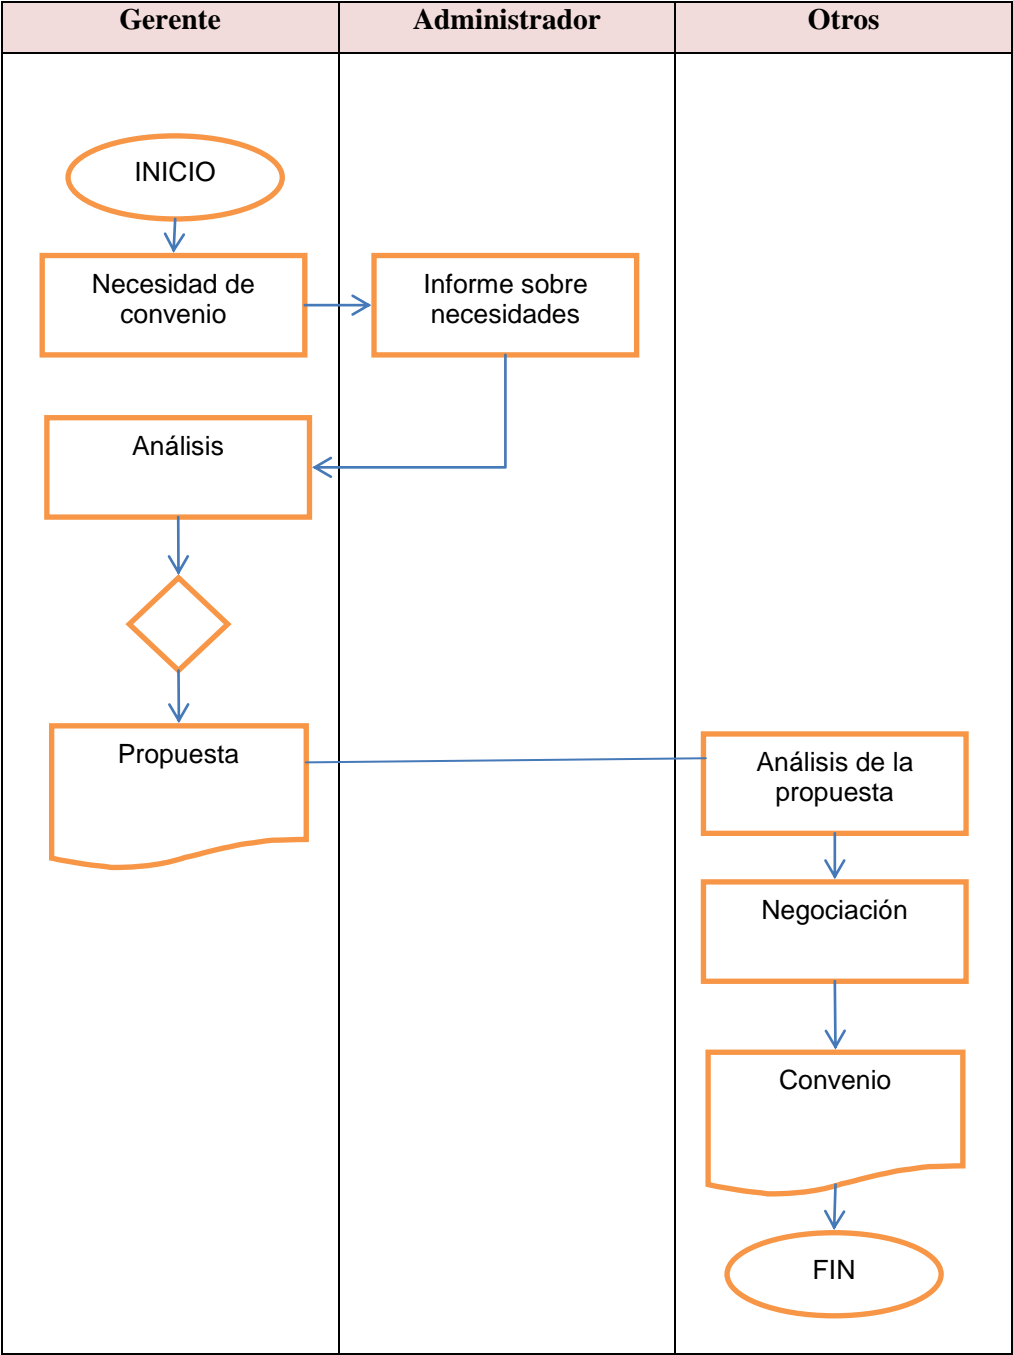 Gerente
Administrador
Otros
INICIO
Necesidad de
convenio
Informe sobre
necesidades
Análisis
Propuesta
Análisis de la
propuesta
Negociación
Convenio
FIN